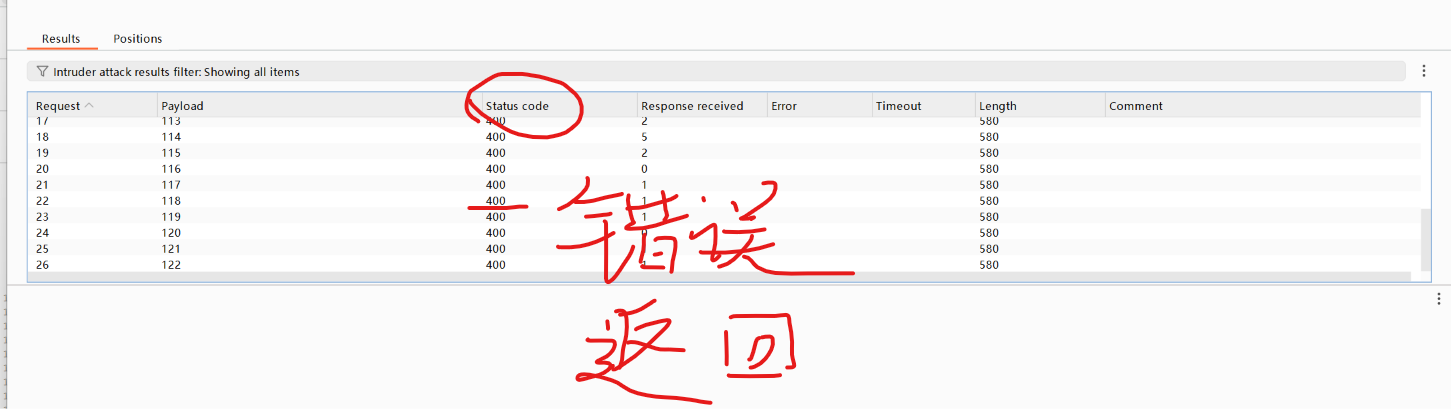 Results Positions
Intruder attack results filter: Showing all items
Request Payload Status code Response received Error Timeout Length Comment
17 113 400 2 580
18 114 400 5 580
19 115 400 2 580
20 116 400 0 580
21 117 400 1 580
22 118 400 1 580
23 119 400 1 580
24 120 400 580
25 121 400 580
26 122 400 1 580
错误
返回